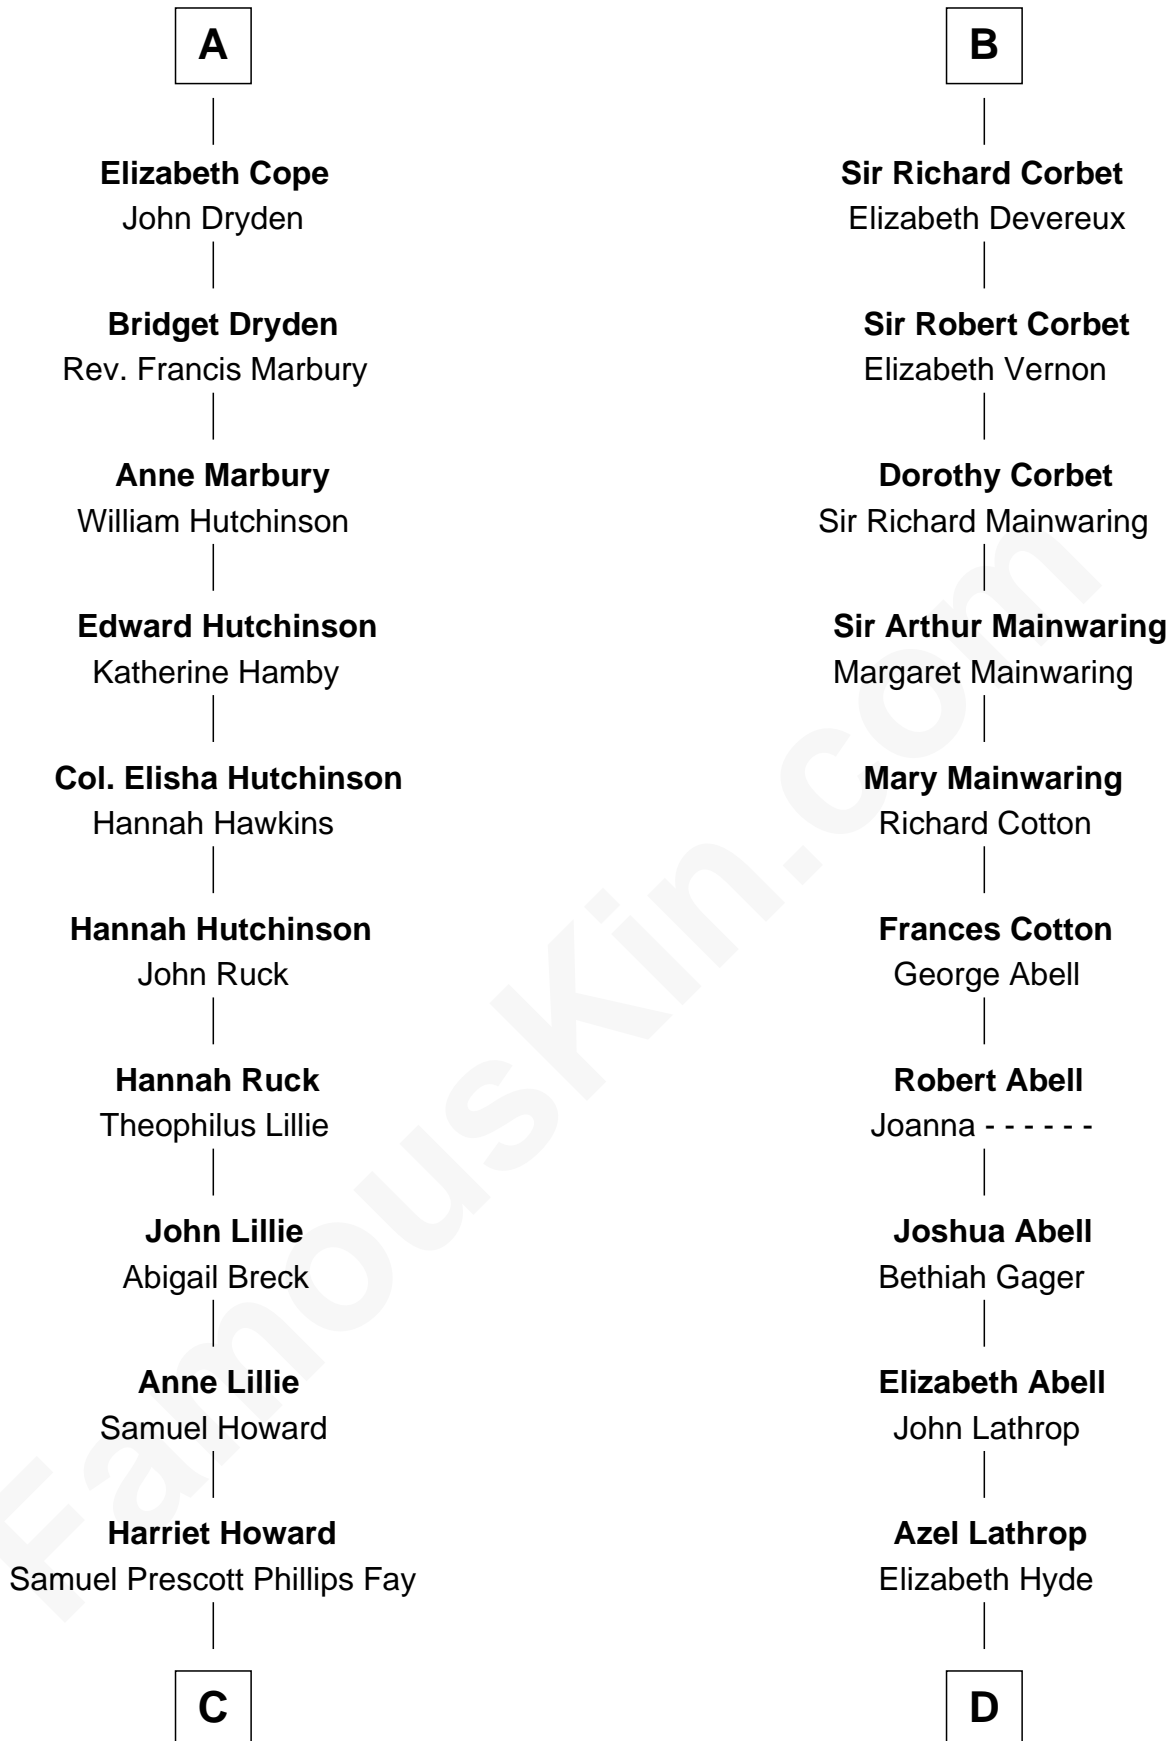 A
Elizabeth Cope
John Dryden
Bridget Dryden
Rev. Francis Marbury
Anne Marbury
William Hutchinson
Edward Hutchinson
Katherine Hamby
Col. Elisha Hutchinson
Hannah Hawkins
Hannah Hutchinson
John Ruck
Hannah Ruck
Theophilus Lillie
John Lillie
Abigail Breck
Anne Lillie
Samuel Howard
Harriet Howard
Samuel Prescott Phillips Fay
C
B
Sir Richard Corbet
Elizabeth Devereux
Sir Robert Corbet
Elizabeth Vernon
Dorothy Corbet
Sir Richard Mainwaring
Sir Arthur Mainwaring
Margaret Mainwaring
Mary Mainwaring
Richard Cotton
Frances Cotton
George Abell
Robert Abell
Joanna - - - - - -
Joshua Abell
Bethiah Gager
Elizabeth Abell
John Lathrop
Azel Lathrop
Elizabeth Hyde
D
FamousKin.com